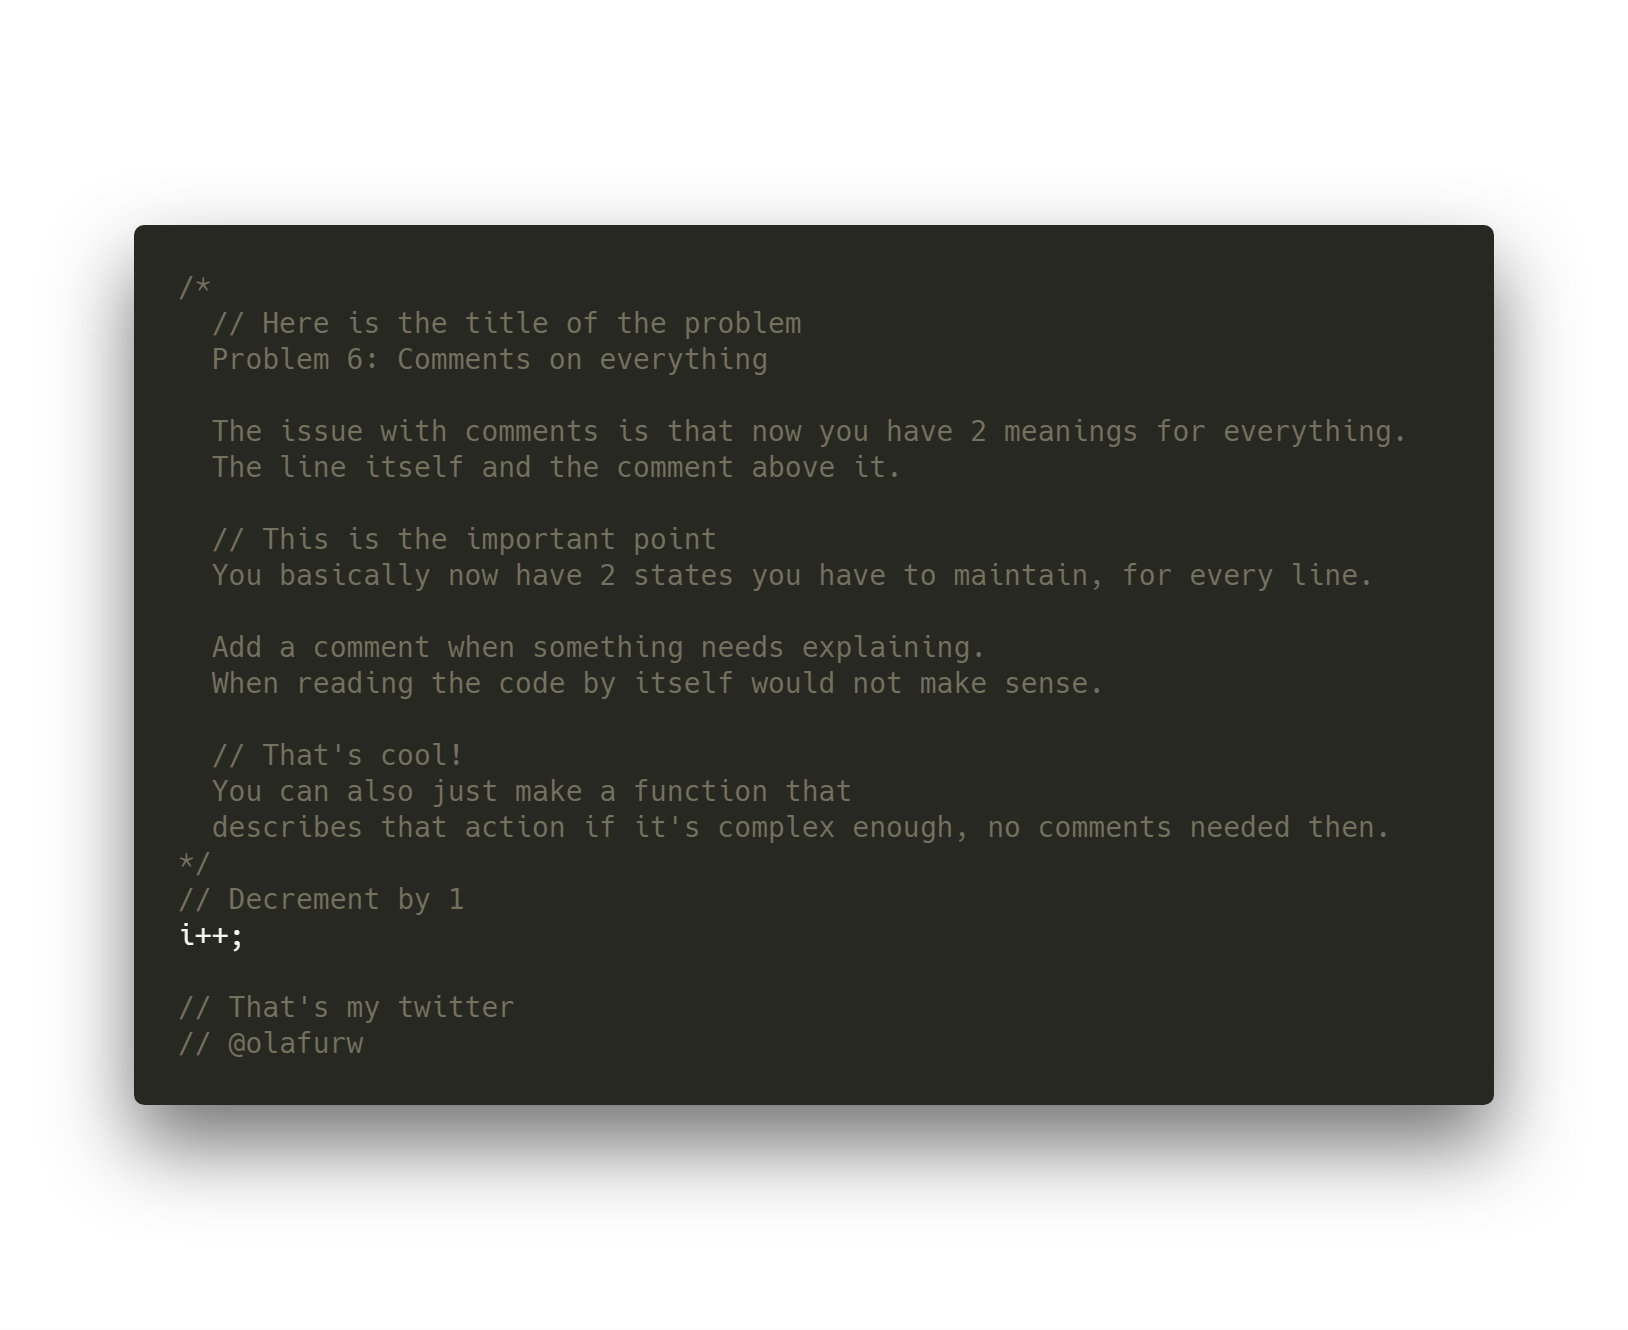 /*
// Here is the title of the problem
Problem 6: Comments on everything
The issue with comments is that now you have 2 meanings for everything.
The line itself and the comment above it.
// This is the important point
You basically now have 2 states you have to maintain, for every line.
Add a comment when something needs explaining.
When reading the code by itself would not make sense.
// That's cool!
You can also just make a function that
describes that action if it's complex enough, no comments needed then.
*/
// Decrement by 1
i++;
// That's my twitter
// @olafurw